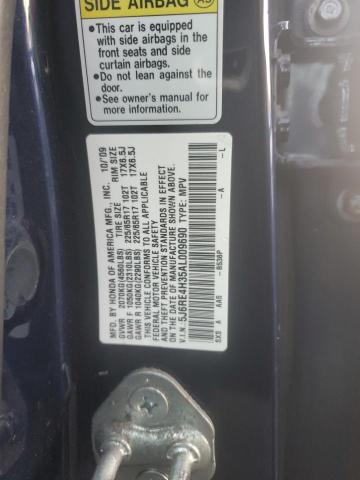 SIDE AIRBAG
• This car is equipped
with side airbags in the
front seats and side
curtain airbags.
• Do not lean against the
door.
• See owner's manual for
more information.
MFD. BY HONDA OF AMERICA MFG., INC. 10/'09
TIRE SIZE RIM SIZE
GVWR 2070KG(4560LBS)
GAWR F 1050KG(2310LBS) 225/65R17 102T 17X6.5J
GAWR R 1040KG(2290LBS) 225/65R17 102T 17X6.5J
THIS VEHICLE CONFORMS TO ALL APPLICABLE
FEDERAL MOTOR VEHICLE SAFETY
AND THEFT PREVENTION STANDARDS IN EFFECT
ON THE DATE OF MANUFACTURE SHOWN ABOVE.
V.I.N.:5J6RE4H35AL009690 TYPE: MPV
SXS A AAS -B536P -A -L